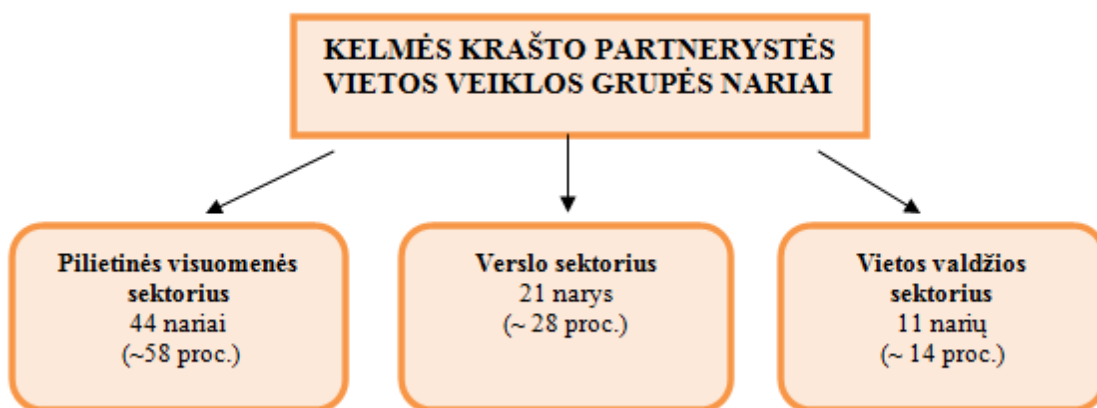 KELMĖS KRAŠTO PARTNERYSTĖS
VIETOS VEIKLOS GRUPĖS NARIAI
Pilietinės visuomenės
sektorius
44 nariai
(~58 proc.)
Verslo sektorius
21 narys
(~ 28 proc.)
Vietos valdžios
sektorius
11 narių
(~ 14 proc.)